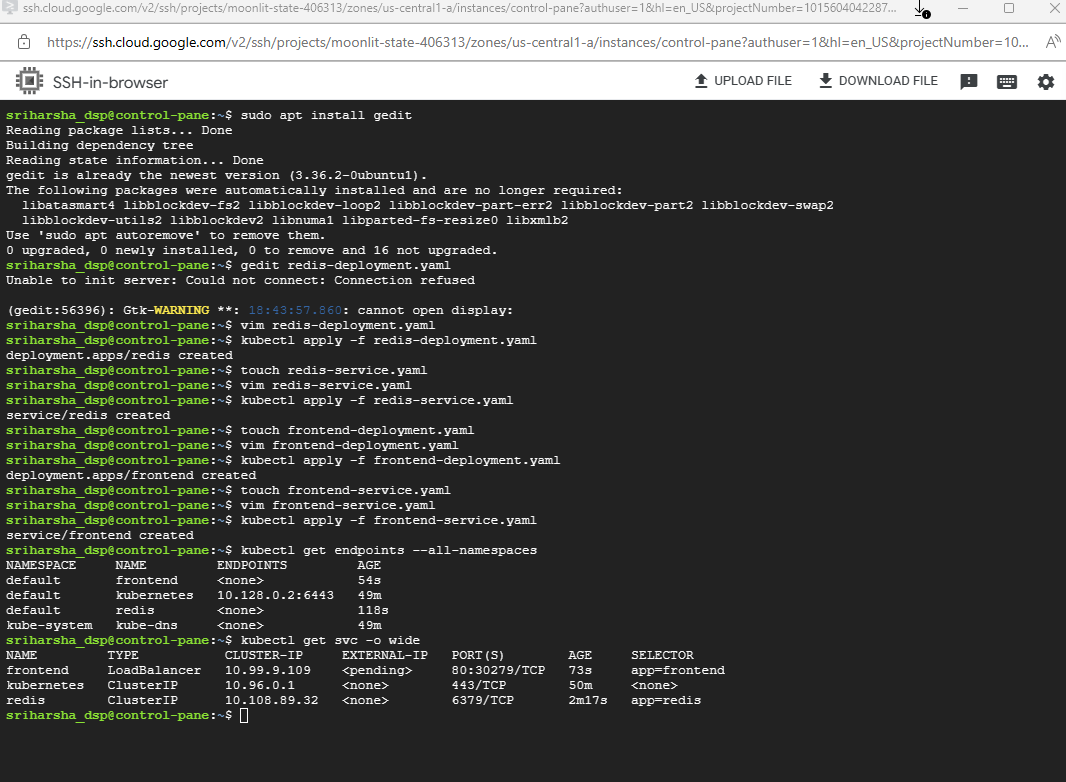 ssh.cloud.google.com/v2/ssh/projects/moonlit-state-406313/zones/us-central1-a/instances/control-pane?authuser=1&hl=en_US&projectNumber=1015604042287...
https://ssh.cloud.google.com/v2/ssh/projects/moonlit-state-406313/zones/us-central1-a/instances/control-pane?authuser=1&hl=en_US&projectNumber=10...
SSH-in-browser UPLOAD FILE DOWNLOAD FILE
sriharsha_dsp@control-pane:~$ sudo apt install gedit
Reading package lists... Done
Building dependency tree
Reading state information... Done
gedit is already the newest version (3.36.2-0ubuntu1).
The following packages were automatically installed and are no longer required:
  libatasmart4 libblockdev-fs2 libblockdev-loop2 libblockdev-part-err2 libblockdev-part2 libblockdev-swap2
  libblockdev-utils2 libblockdev2 libnuma1 libparted-fs-resize0 libxmlb2
Use 'sudo apt autoremove' to remove them.
0 upgraded, 0 newly installed, 0 to remove and 16 not upgraded.
sriharsha_dsp@control-pane:~$ gedit redis-deployment.yaml
Unable to init server: Could not connect: Connection refused
(gedit:56396): Gtk-WARNING **: 18:43:57.860: cannot open display:
sriharsha_dsp@control-pane:~$ vim redis-deployment.yaml
sriharsha_dsp@control-pane:~$ kubectl apply -f redis-deployment.yaml
deployment.apps/redis created
sriharsha_dsp@control-pane:~$ touch redis-service.yaml
sriharsha_dsp@control-pane:~$ vim redis-service.yaml
sriharsha_dsp@control-pane:~$ kubectl apply -f redis-service.yaml
service/redis created
sriharsha_dsp@control-pane:~$ touch frontend-deployment.yaml
sriharsha_dsp@control-pane:~$ vim frontend-deployment.yaml
sriharsha_dsp@control-pane:~$ kubectl apply -f frontend-deployment.yaml
deployment.apps/frontend created
sriharsha_dsp@control-pane:~$ touch frontend-service.yaml
sriharsha_dsp@control-pane:~$ vim frontend-service.yaml
sriharsha_dsp@control-pane:~$ kubectl apply -f frontend-service.yaml
service/frontend created
sriharsha_dsp@control-pane:~$ kubectl get endpoints --all-namespaces
NAMESPACE     NAME         ENDPOINTS         AGE
default       frontend     <none>            54s
default       kubernetes   10.128.0.2:6443   49m
default       redis        <none>            118s
kube-system   kube-dns     <none>            49m
sriharsha_dsp@control-pane:~$ kubectl get svc -o wide
NAME         TYPE           CLUSTER-IP     EXTERNAL-IP   PORT(S)        AGE     SELECTOR
frontend     LoadBalancer   10.99.9.109    <pending>     80:30279/TCP   73s     app=frontend
kubernetes   ClusterIP      10.96.0.1      <none>        443/TCP        50m     <none>
redis        ClusterIP      10.108.89.32   <none>        6379/TCP       2m17s   app=redis
sriharsha_dsp@control-pane:~$